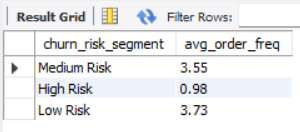 Result Grid Filter Rows:
churn_risk_segment avg_order_freq
Medium Risk 3.55
High Risk 0.98
Low Risk 3.73